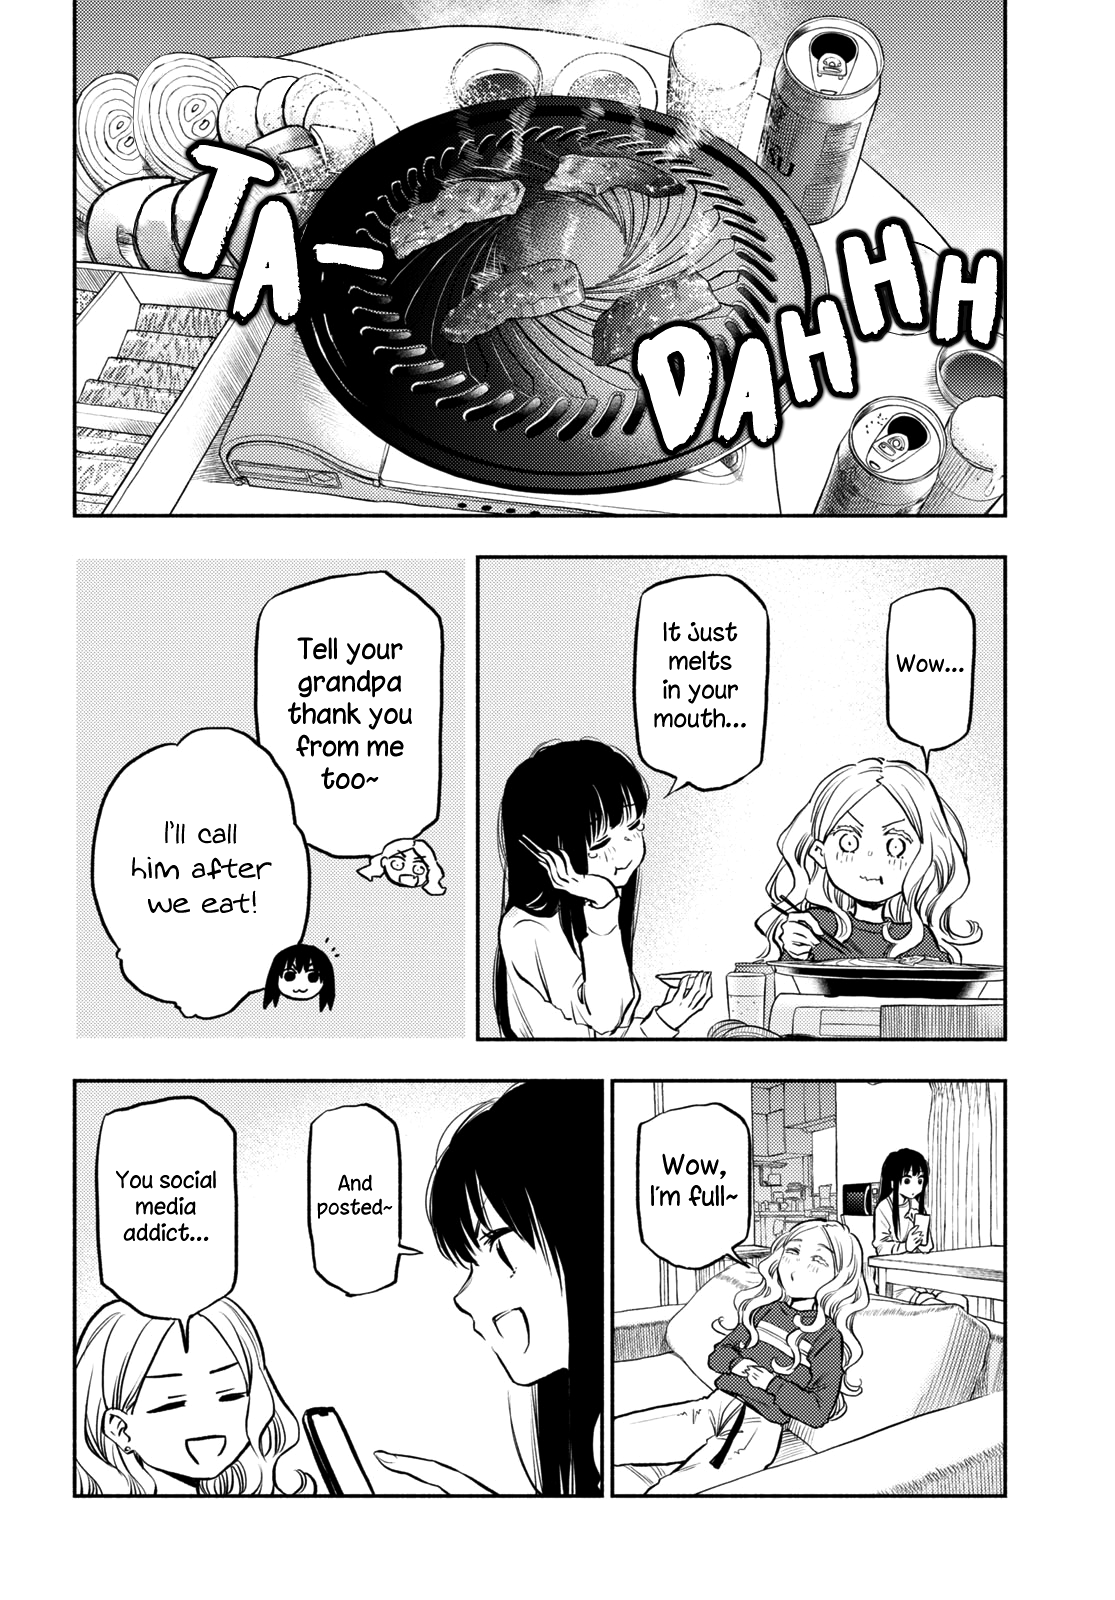 TA-
DAHHH
Wow...
It just
melts
in your
mouth...
Tell your
grandpa
thank you
from me
too~
I'll call
him after
we eat!
Wow,
I'm full~
And
posted~
You social
media
addict...